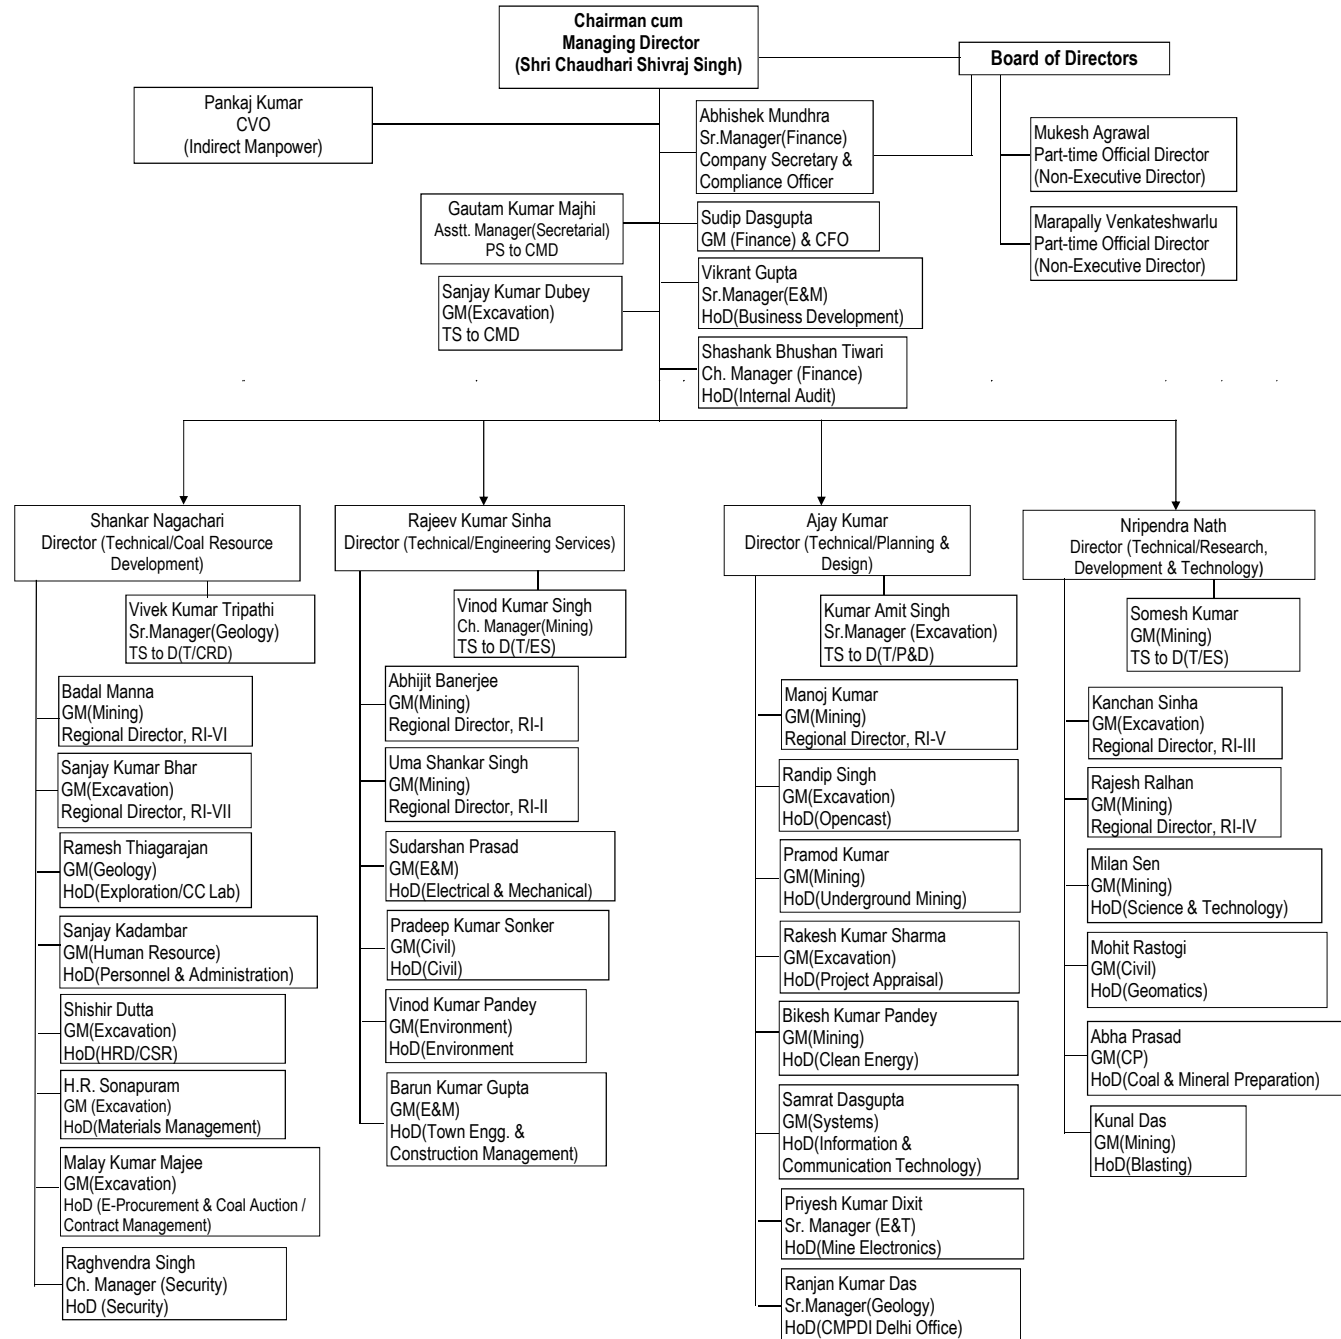 Chairman cum
Managing Director
(Shri Chaudhari Shivraj Singh)
Board of Directors
Pankaj Kumar
CVO
(Indirect Manpower)
Abhishek Mundhra
Sr.Manager(Finance)
Company Secretary &
Compliance Officer
Mukesh Agrawal
Part-time Official Director
(Non-Executive Director)
Gautam Kumar Majhi
Asstt. Manager(Secretarial)
PS to CMD
Sudip Dasgupta
GM (Finance) & CFO
Marapally Venkateshwarlu
Part-time Official Director
(Non-Executive Director)
Sanjay Kumar Dubey
GM(Excavation)
TS to CMD
Vikrant Gupta
Sr.Manager(E&M)
HoD(Business Development)
Shashank Bhushan Tiwari
Ch. Manager (Finance)
HoD(Internal Audit)
Shankar Nagachari
Director (Technical/Coal Resource
Development)
Vivek Kumar Tripathi
Sr.Manager(Geology)
TS to D(T/CRD)
Badal Manna
GM(Mining)
Regional Director, RI-VI
Sanjay Kumar Bhar
GM(Excavation)
Regional Director, RI-VII
Ramesh Thiagarajan
GM(Geology)
HoD(Exploration/CC Lab)
Sanjay Kadambar
GM(Human Resource)
HoD(Personnel & Administration)
Shishir Dutta
GM(Excavation)
HoD(HRD/CSR)
H.R. Sonapuram
GM (Excavation)
HoD(Materials Management)
Malay Kumar Majee
GM(Excavation)
HoD (E-Procurement & Coal Auction /
Contract Management)
Raghvendra Singh
Ch. Manager (Security)
HoD (Security)
Rajeev Kumar Sinha
Director (Technical/Engineering Services)
Vinod Kumar Singh
Ch. Manager(Mining)
TS to D(T/ES)
Abhijit Banerjee
GM(Mining)
Regional Director, RI-I
Uma Shankar Singh
GM(Mining)
Regional Director, RI-II
Sudarshan Prasad
GM(E&M)
HoD(Electrical & Mechanical)
Pradeep Kumar Sonker
GM(Civil)
HoD(Civil)
Vinod Kumar Pandey
GM(Environment)
HoD(Environment
Barun Kumar Gupta
GM(E&M)
HoD(Town Engg. &
Construction Management)
Ajay Kumar
Director (Technical/Planning &
Design)
Kumar Amit Singh
Sr.Manager (Excavation)
TS to D(T/P&D)
Manoj Kumar
GM(Mining)
Regional Director, RI-V
Randip Singh
GM(Excavation)
HoD(Opencast)
Pramod Kumar
GM(Mining)
HoD(Underground Mining)
Rakesh Kumar Sharma
GM(Excavation)
HoD(Project Appraisal)
Bikesh Kumar Pandey
GM(Mining)
HoD(Clean Energy)
Samrat Dasgupta
GM(Systems)
HoD(Information &
Communication Technology)
Priyesh Kumar Dixit
Sr. Manager (E&T)
HoD(Mine Electronics)
Ranjan Kumar Das
Sr.Manager(Geology)
HoD(CMPDI Delhi Office)
Nripendra Nath
Director (Technical/Research,
Development & Technology)
Somesh Kumar
GM(Mining)
TS to D(T/ES)
Kanchan Sinha
GM(Excavation)
Regional Director, RI-III
Rajesh Ralhan
GM(Mining)
Regional Director, RI-IV
Milan Sen
GM(Mining)
HoD(Science & Technology)
Mohit Rastogi
GM(Civil)
HoD(Geomatics)
Abha Prasad
GM(CP)
HoD(Coal & Mineral Preparation)
Kunal Das
GM(Mining)
HoD(Blasting)